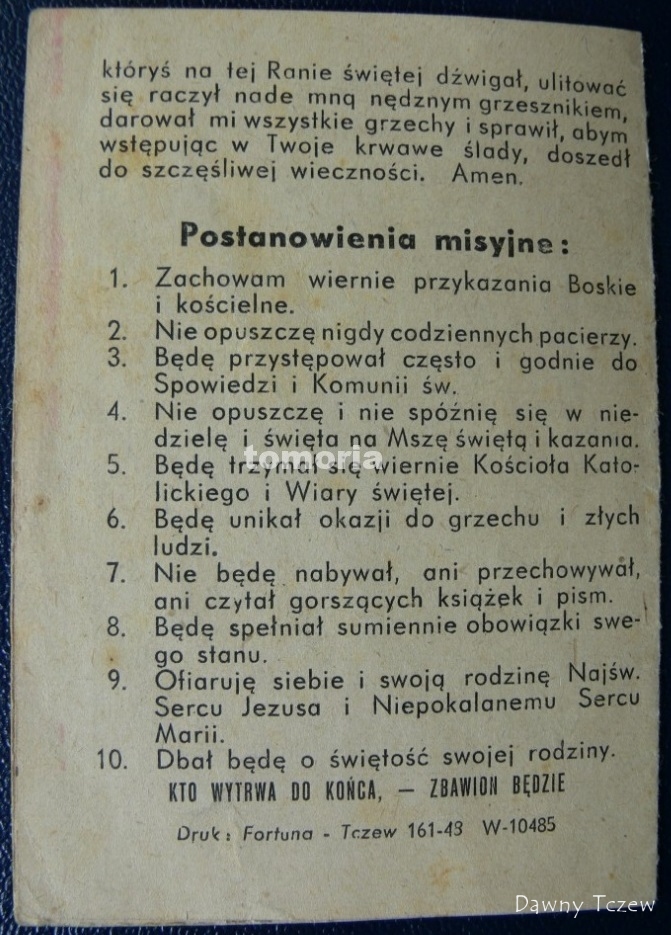 któryś na tej Ranie świętej dźwigał, ulitować
się raczył nade mną nędznym grzesznikiem,
darował mi wszystkie grzechy i sprawił, abym
wstępując w Twoje krwawe ślady, doszedł
do szczęśliwej wieczności. Amen.
Postanowienia misyjne:
1. Zachowam wiernie przykazania Boskie
i kościelne.
2. Nie opuszczę nigdy codziennych pacierzy.
3. Będę przystępował często i godnie do
Spowiedzi i Komunii św.
4. Nie opuszczę i nie spóźnię się w nie-
dzielę i święta na Mszę świętą i kazania.
5. Będę trzymał się wiernie Kościoła Kato-
lickiego i Wiary świętej.
tomoria
6. Będę unikał okazji do grzechu i złych
ludzi.
7. Nie będę nabywał, ani przechowywał,
ani czytał gorszących książek i pism.
8. Będę spełniał sumiennie obowiązki swe-
go stanu.
9. Ofiaruję siebie i swoją rodzinę Najśw.
Sercu Jezusa i Niepokalanemu Sercu
Marii.
10. Dbał będę o świętość swojej rodziny.
KTO WYTRWA DO KOŃCA, — ZBAWION BĘDZIE
Druk: Fortuna - Tczew 161-48 W-10485
Dawny Tczew